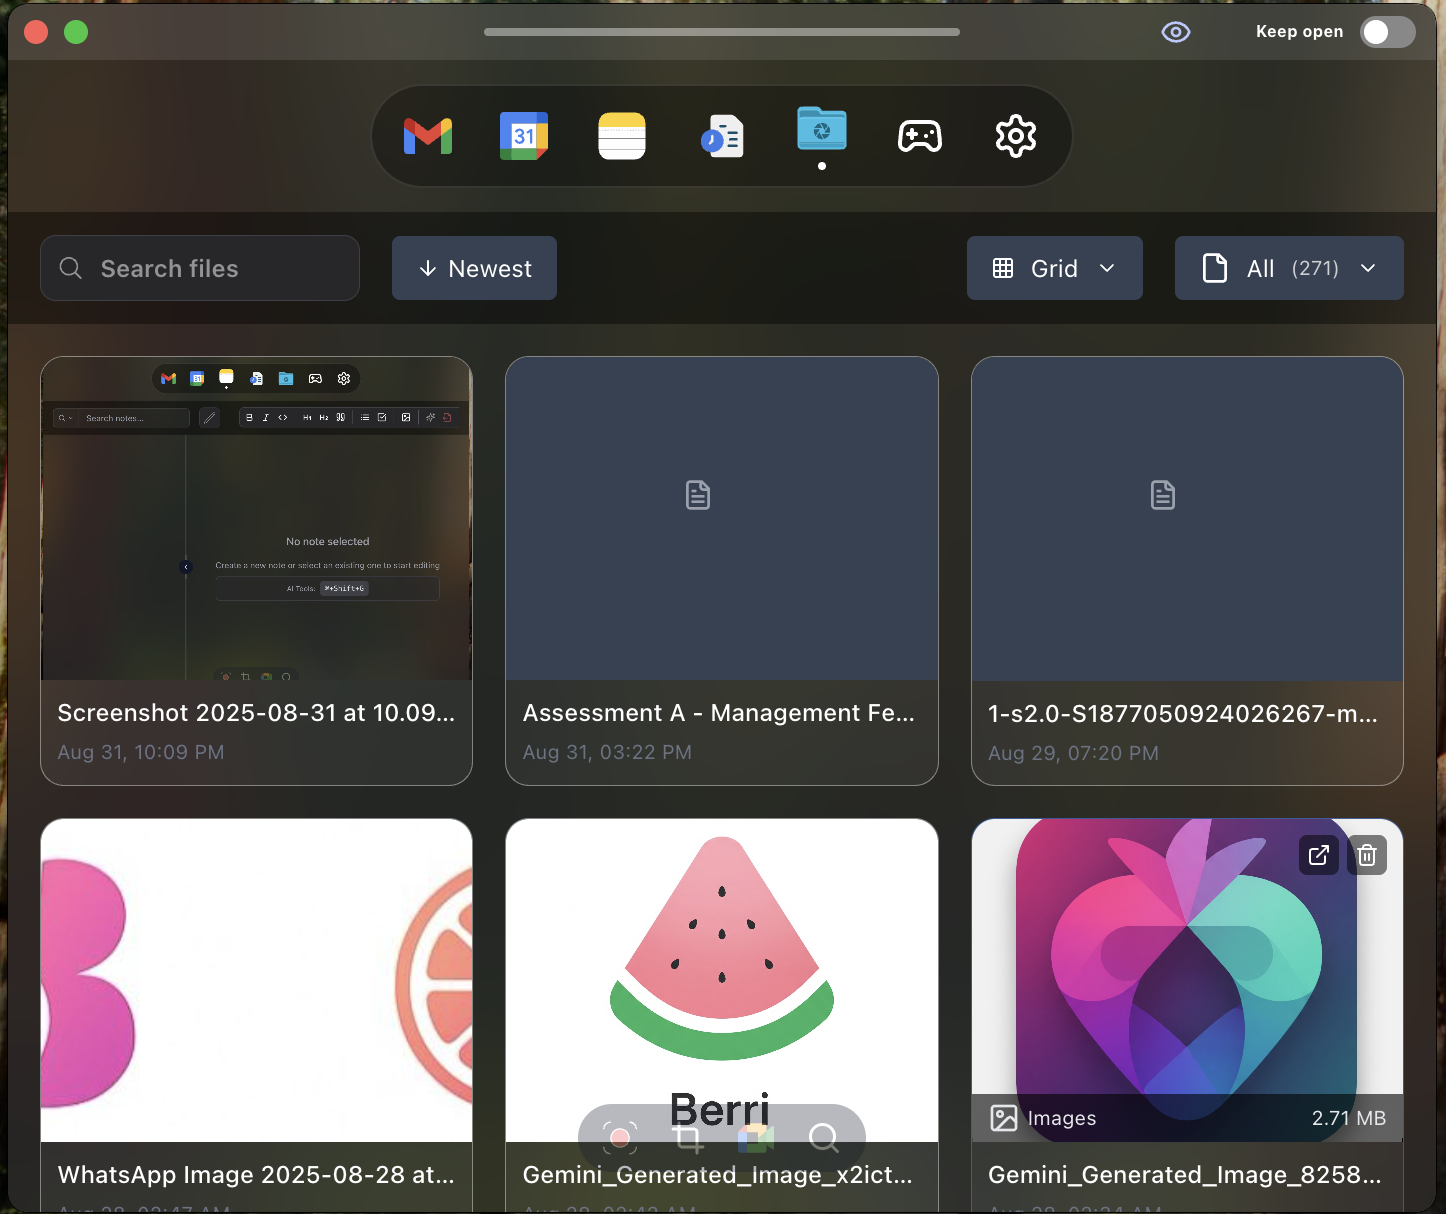 Keep open
31
Search files
Newest
Grid
All (271)
31
Search notes...
B I <> H1 H2
No note selected
Create a new note or select an existing one to start editing
AI Tools: ⌘+Shift+G
Screenshot 2025-08-31 at 10.09...
Aug 31, 10:09 PM
Assessment A - Management Fe...
Aug 31, 03:22 PM
1-s2.0-S1877050924026267-m...
Aug 29, 07:20 PM
Berri
Images
2.71 MB
WhatsApp Image 2025-08-28 at...
Gemini_Generated_Image_x2ict...
Gemini_Generated_Image_8258...